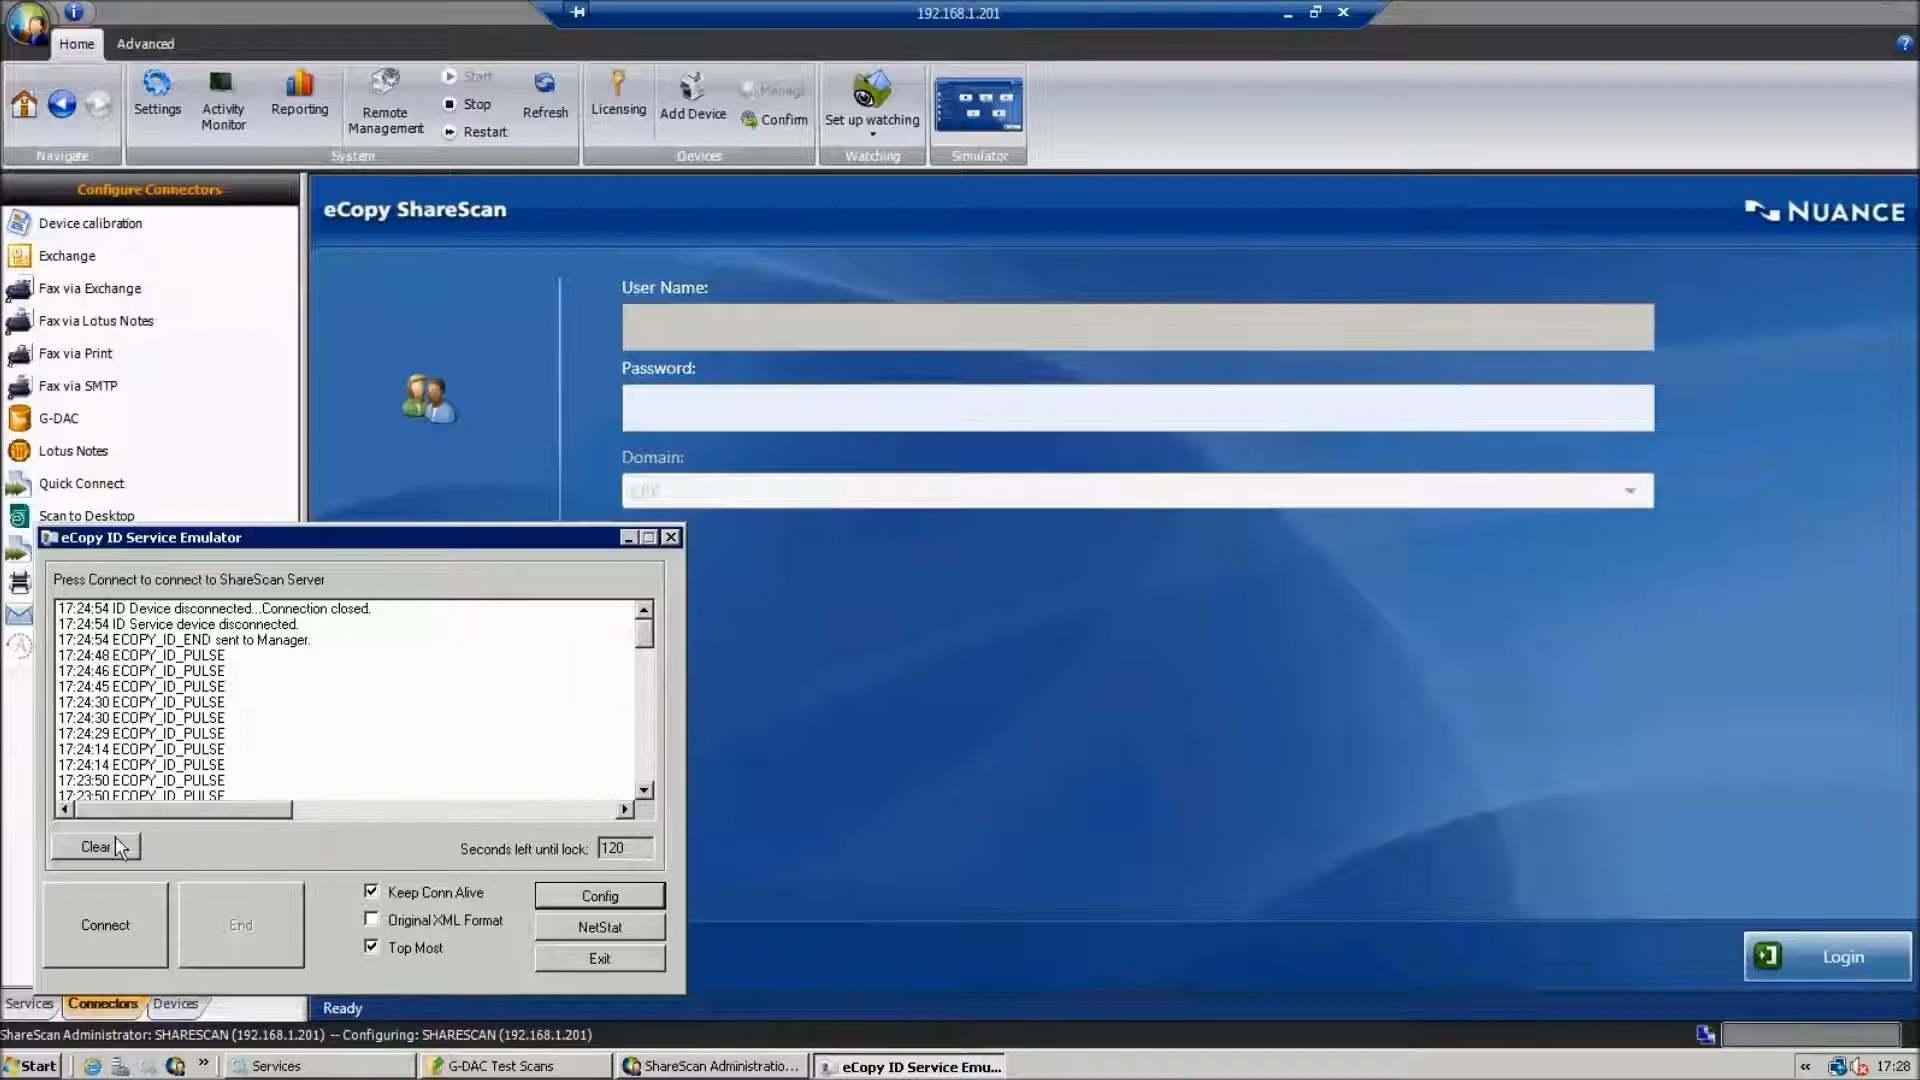 192.168.1.201
Home
Advanced
Settings
Activity
Monitor
Reporting
Remote
Management
Start
Stop
Restart
Refresh
Licensing
Add Device
Confirm
Set up watching
Navigate
System
Devices
Watching
Simulator
Configure Connectors
Device calibration
Exchange
Fax via Exchange
Fax via Lotus Notes
Fax via Print
Fax via SMTP
G-DAC
Lotus Notes
Quick Connect
Scan to Desktop
eCopy ShareScan
NUANCE
User Name:
Password:
Domain:
eCopy ID Service Emulator
Press Connect to connect to ShareScan Server
17:24:54 ID Device disconnected...Connection closed.
17:24:54 ID Service device disconnected.
17:24:54 ECOPY_ID_END sent to Manager.
17:24:48 ECOPY_ID_PULSE
17:24:46 ECOPY_ID_PULSE
17:24:45 ECOPY_ID_PULSE
17:24:30 ECOPY_ID_PULSE
17:24:30 ECOPY_ID_PULSE
17:24:29 ECOPY_ID_PULSE
17:24:14 ECOPY_ID_PULSE
17:24:14 ECOPY_ID_PULSE
17:23:50 ECOPY_ID_PULSE
17:23:50 ECOPY_ID_PULSE
Clear
Seconds left until lock: 120
Connect
End
Keep Conn Alive
Original XML Format
Top Most
Config
NetStat
Exit
Login
Services
Connectors
Devices
Ready
ShareScan Administrator: SHARESCAN (192.168.1.201) -- Configuring: SHARESCAN (192.168.1.201)
Start
Services
G-DAC Test Scans
ShareScan Administratio...
eCopy ID Service Emu...
17:28